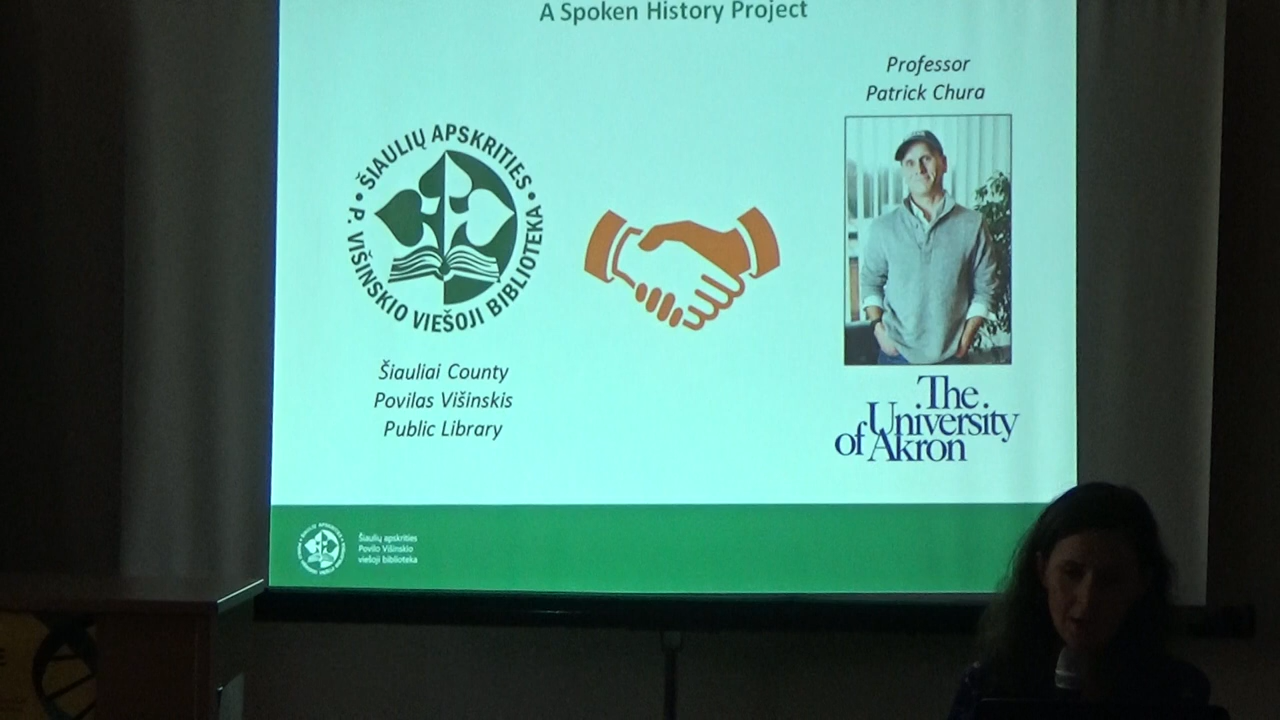 A Spoken History Project
Professor
Patrick Chura
ŠIAULIŲ APSKRITIES
P. VIŠINSKIO VIEŠOJI BIBLIOTEKA
Šiauliai County
Povilas Višinskis
Public Library
The
University
of Akron
Šiaulių apskrities
Povilo Višinskio
viešoji biblioteka